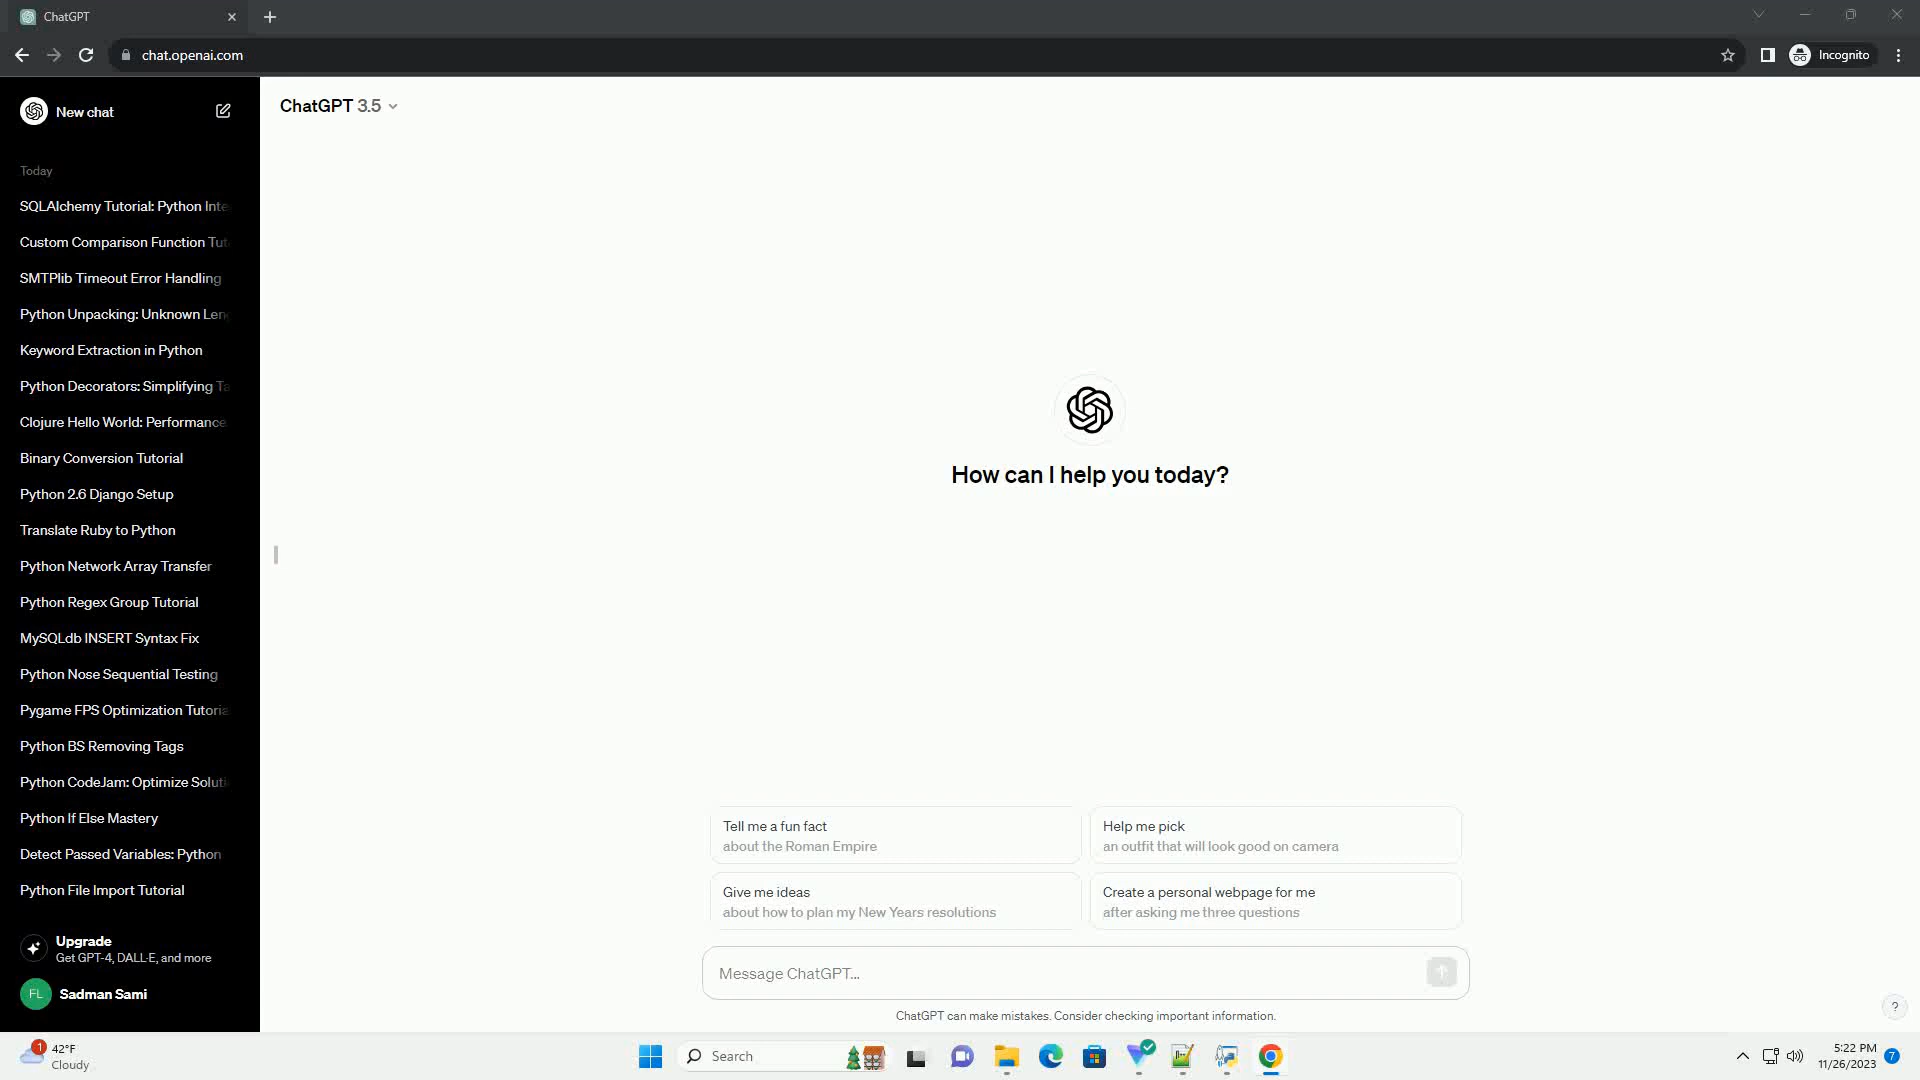 ChatGPT
chat.openai.com
Incognito
New chat
ChatGPT 3.5
Today
SQLAlchemy Tutorial: Python Inte
Custom Comparison Function Tut
SMTPlib Timeout Error Handling
Python Unpacking: Unknown Len
Keyword Extraction in Python
Python Decorators: Simplifying Ta
Clojure Hello World: Performance
Binary Conversion Tutorial
Python 2.6 Django Setup
Translate Ruby to Python
Python Network Array Transfer
Python Regex Group Tutorial
MySQLdb INSERT Syntax Fix
Python Nose Sequential Testing
Pygame FPS Optimization Tutoria
Python BS Removing Tags
Python CodeJam: Optimize Soluti
Python If Else Mastery
Detect Passed Variables: Python
Python File Import Tutorial
Upgrade
Get GPT-4, DALL·E, and more
FL
Sadman Sami
How can I help you today?
Tell me a fun fact
about the Roman Empire
Help me pick
an outfit that will look good on camera
Give me ideas
about how to plan my New Years resolutions
Create a personal webpage for me
after asking me three questions
Message ChatGPT...
ChatGPT can make mistakes. Consider checking important information.
?
1
42°F
Cloudy
Search
5:22 PM
11/26/2023
7